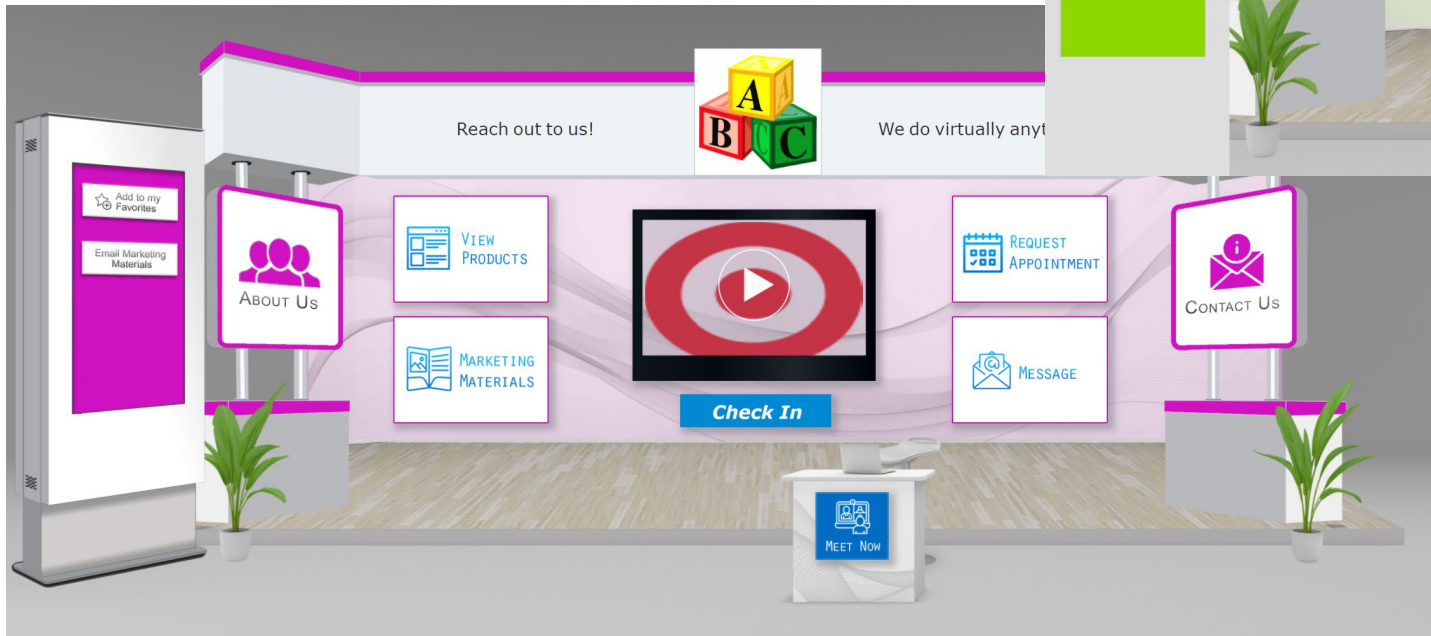 Reach out to us!
A
A
B
C
C
We do virtually
Add to my
Favorites
Email Marketing
Materials
About Us
View
Products
Marketing
Materials
Check In
Request
Appointment
Message
Contact Us
Meet Now